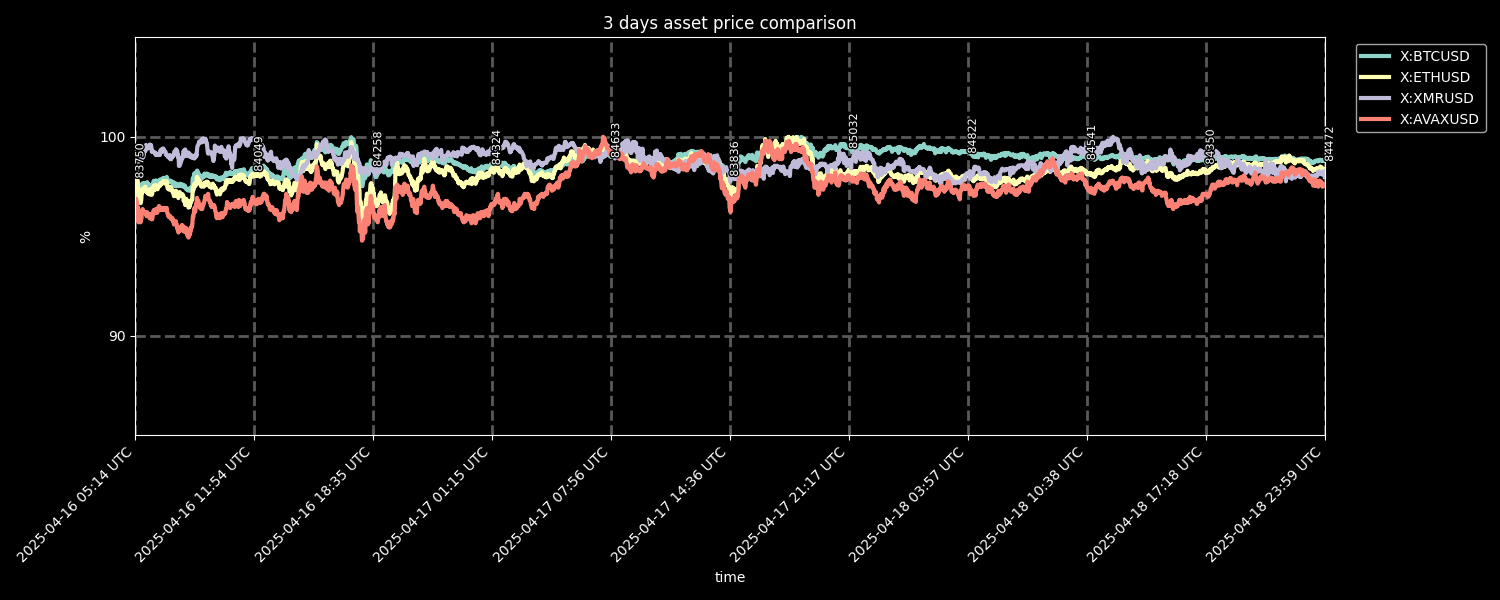 3 days asset price comparison
X:BTCUSD
X:ETHUSD
X:XMRUSD
X:AVAXUSD
100
90
%
83750
84049
84258
84324
84633
83836
85032
84822
84541
84350
84472
2025-04-16 05:14 UTC
2025-04-16 11:54 UTC
2025-04-16 18:35 UTC
2025-04-17 01:15 UTC
2025-04-17 07:56 UTC
2025-04-17 14:36 UTC
2025-04-17 21:17 UTC
2025-04-18 03:57 UTC
2025-04-18 10:38 UTC
2025-04-18 17:18 UTC
2025-04-18 23:59 UTC
time